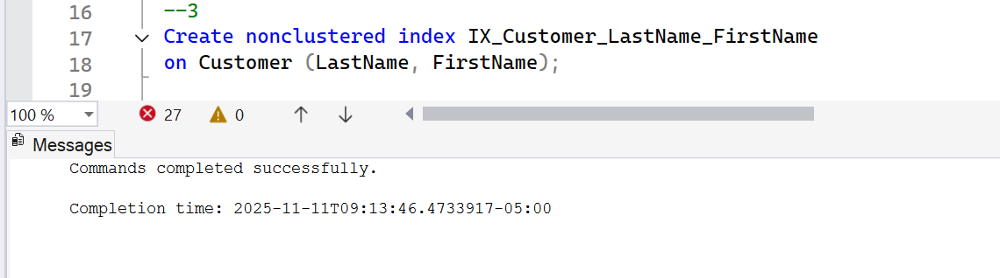 16 --3
17 Create nonclustered index IX_Customer_LastName_FirstName
18 on Customer (LastName, FirstName);
19
100 % 27 0
Messages
Commands completed successfully.
Completion time: 2025-11-11T09:13:46.4733917-05:00